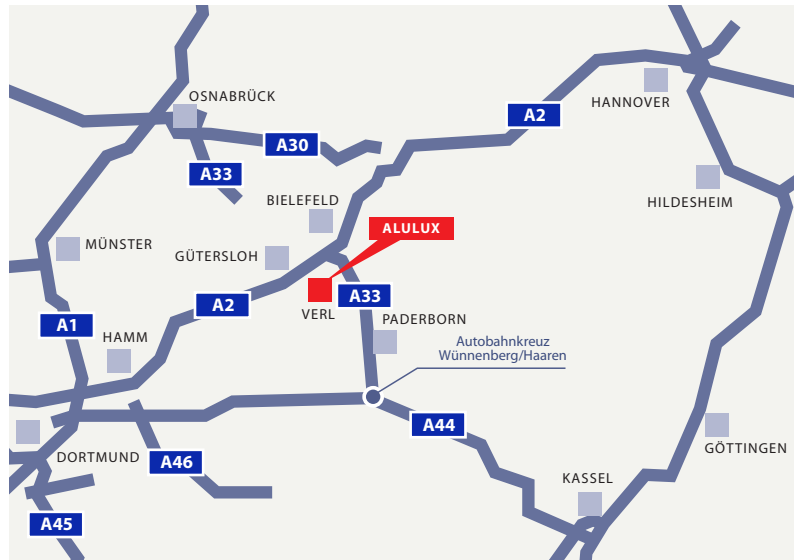 OSNABRÜCK
HANNOVER
A2
A30
A33
BIELEFELD
HILDESHEIM
ALULUX
MÜNSTER
GÜTERSLOH
A33
A2
VERL
PADERBORN
A1
HAMM
Autobahnkreuz
Wünnenberg/Haaren
A44
GÖTTINGEN
DORTMUND
A46
KASSEL
A45